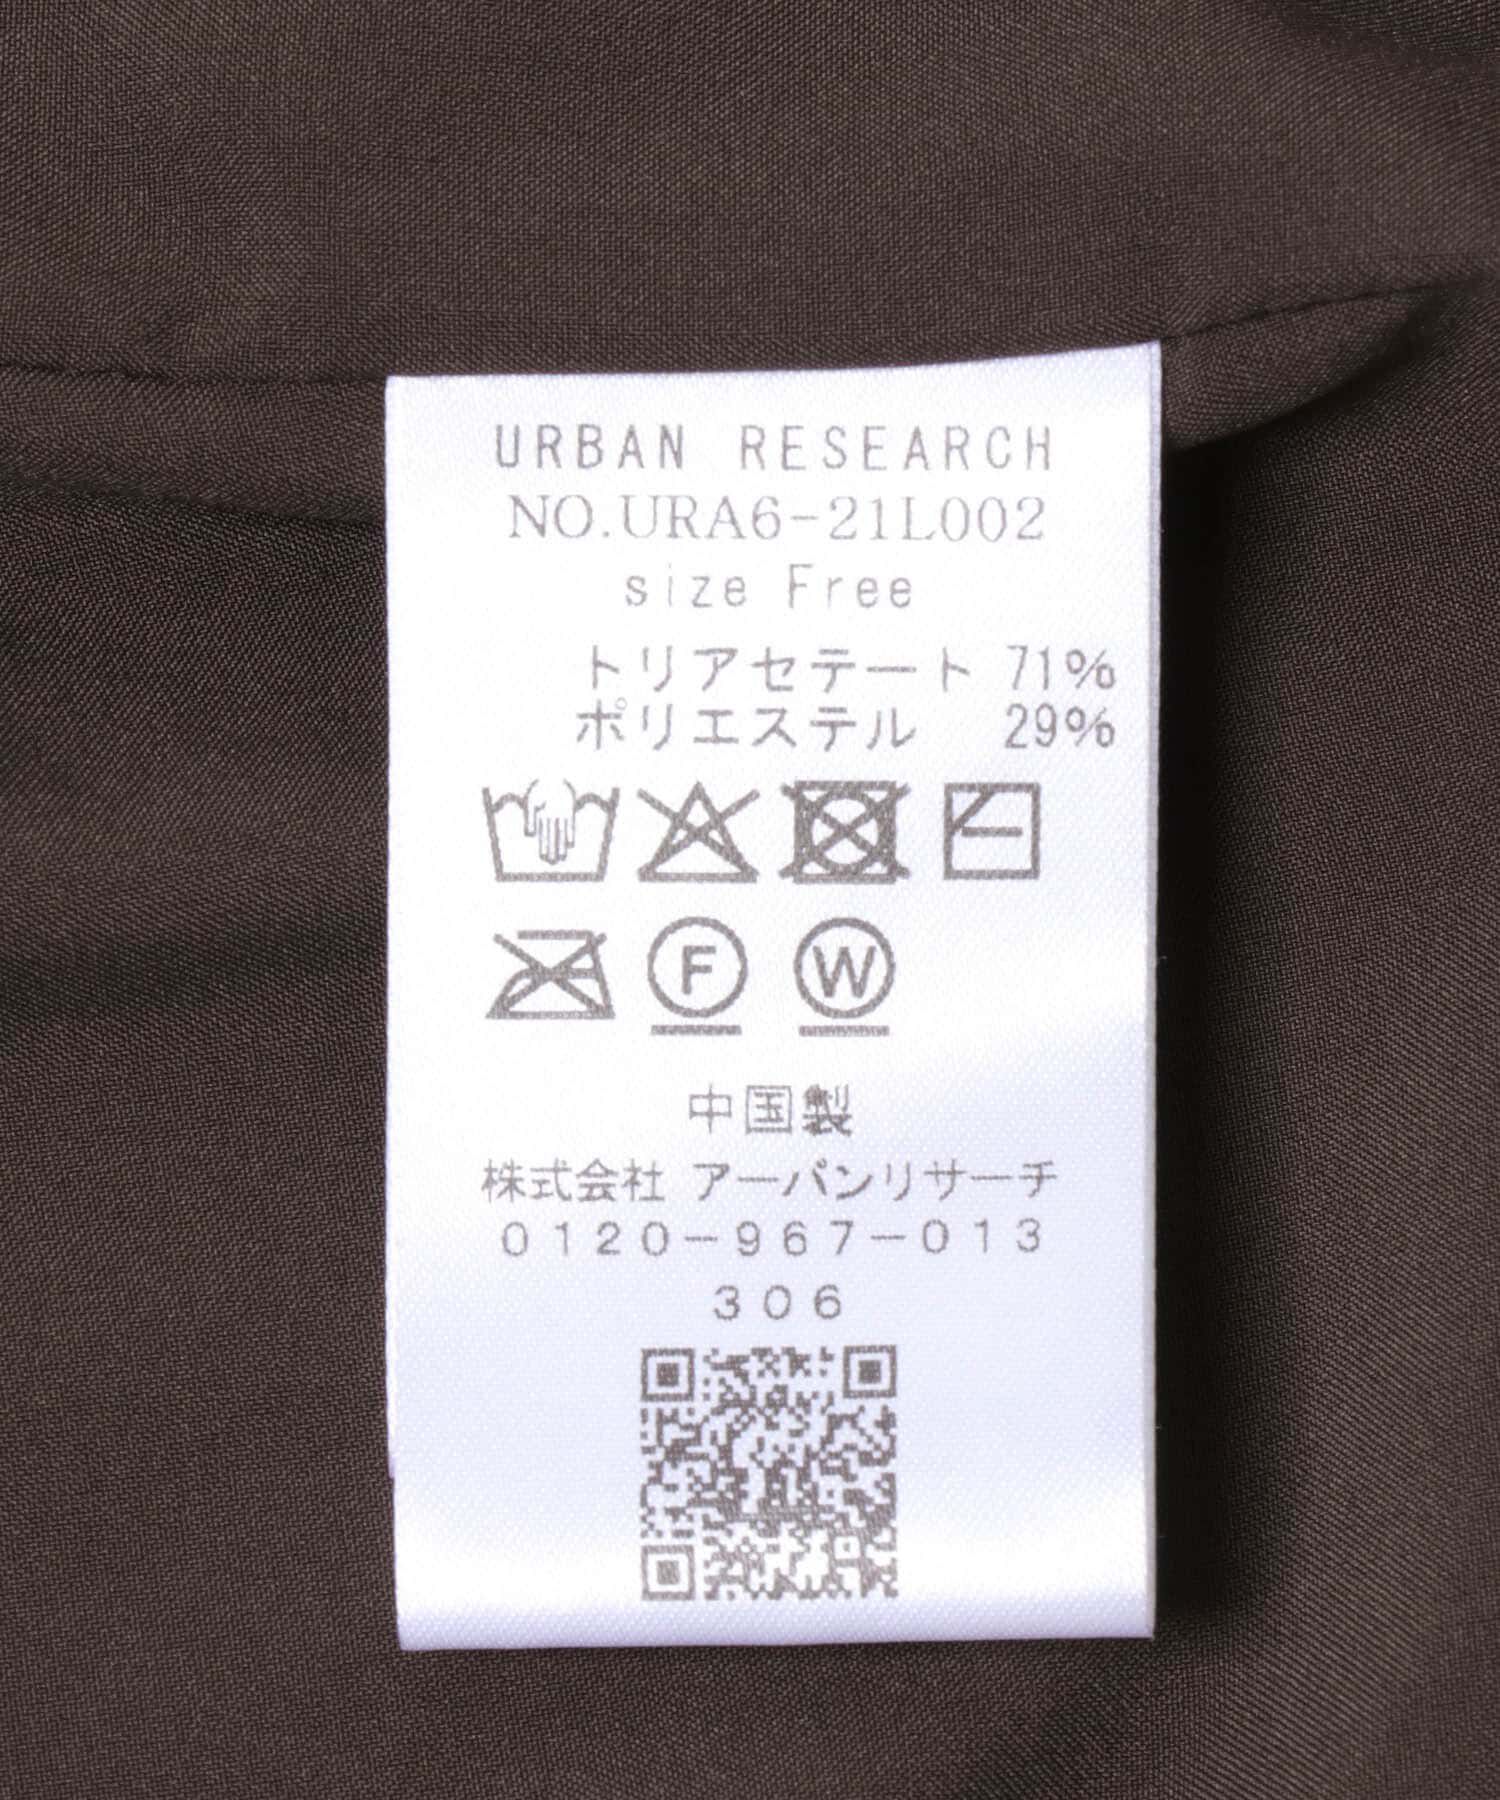 URBAN RESEARCH
NO.URA6-21L002
size Free
トリアセテート 71%
ポリエステル 29%
F W
中国製
株式会社 アーバンリサーチ
0120-967-013
306